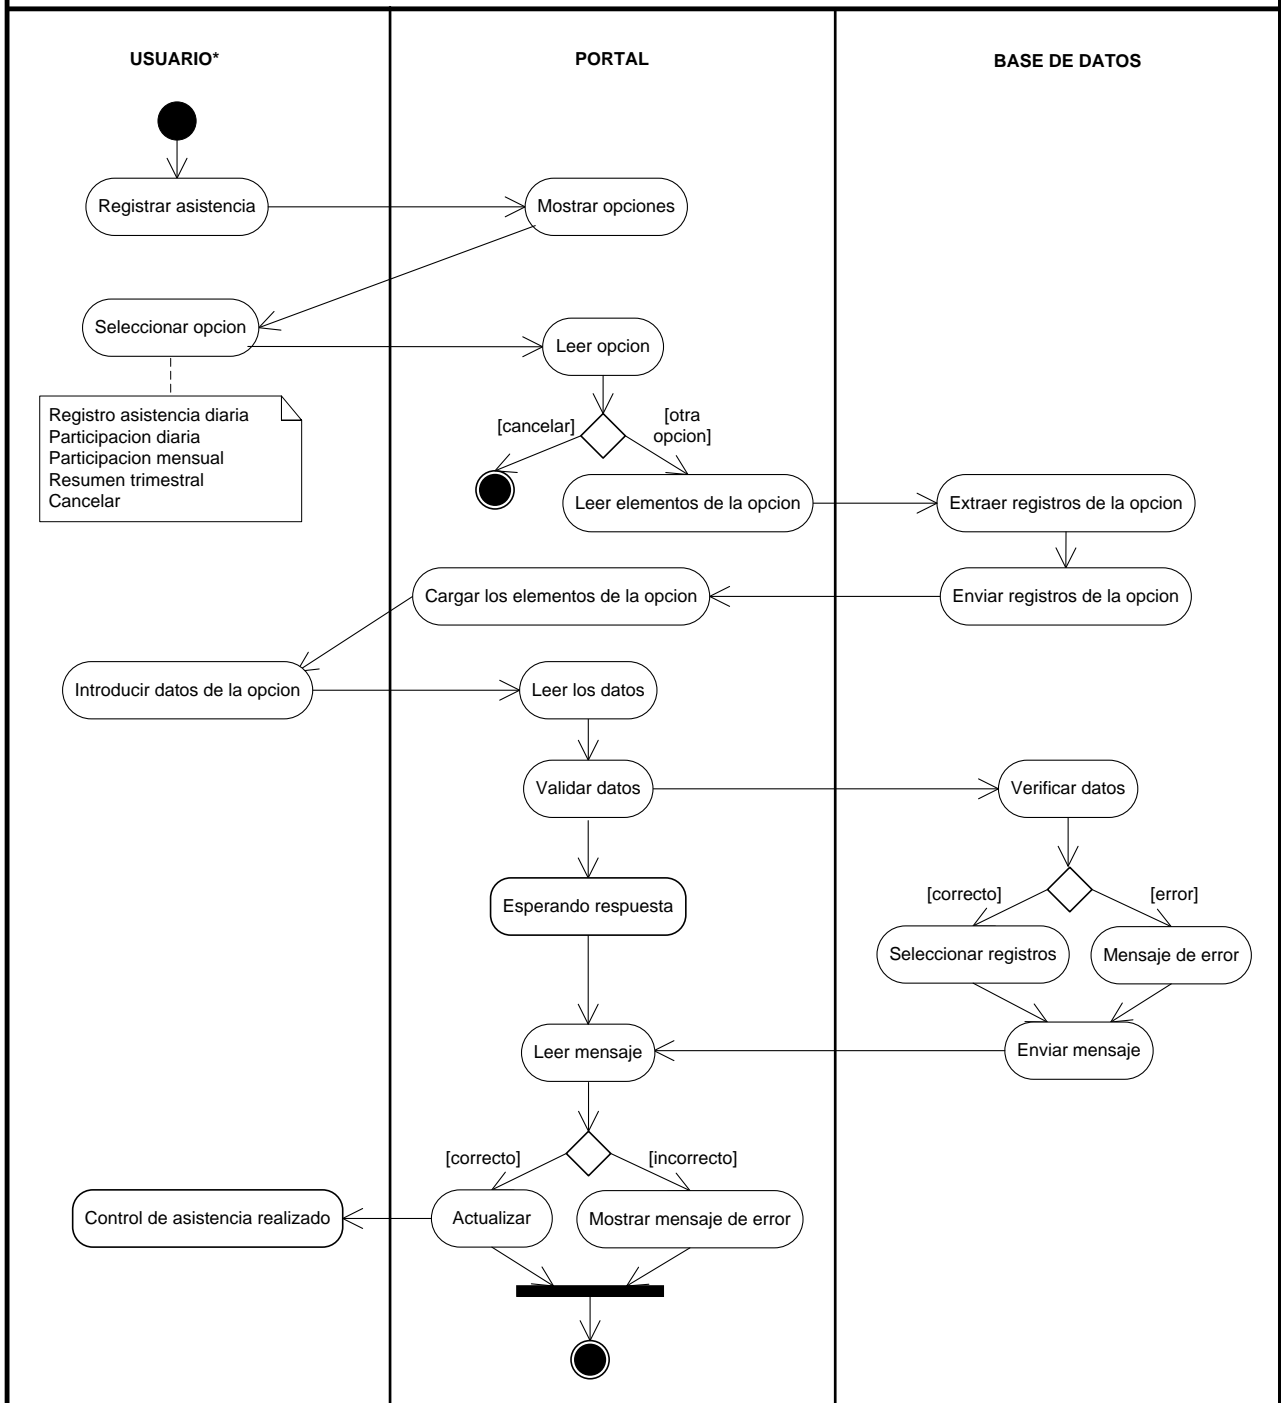 USUARIO*
PORTAL
BASE DE DATOS
Registrar asistencia
Mostrar opciones
Seleccionar opcion
Leer opcion
Registro asistencia diaria
Participacion diaria
Participacion mensual
Resumen trimestral
Cancelar
[cancelar]
[otra
opcion]
Leer elementos de la opcion
Extraer registros de la opcion
Cargar los elementos de la opcion
Enviar registros de la opcion
Introducir datos de la opcion
Leer los datos
Validar datos
Verificar datos
Esperando respuesta
[correcto]
[error]
Seleccionar registros
Mensaje de error
Leer mensaje
Enviar mensaje
[correcto]
[incorrecto]
Control de asistencia realizado
Actualizar
Mostrar mensaje de error